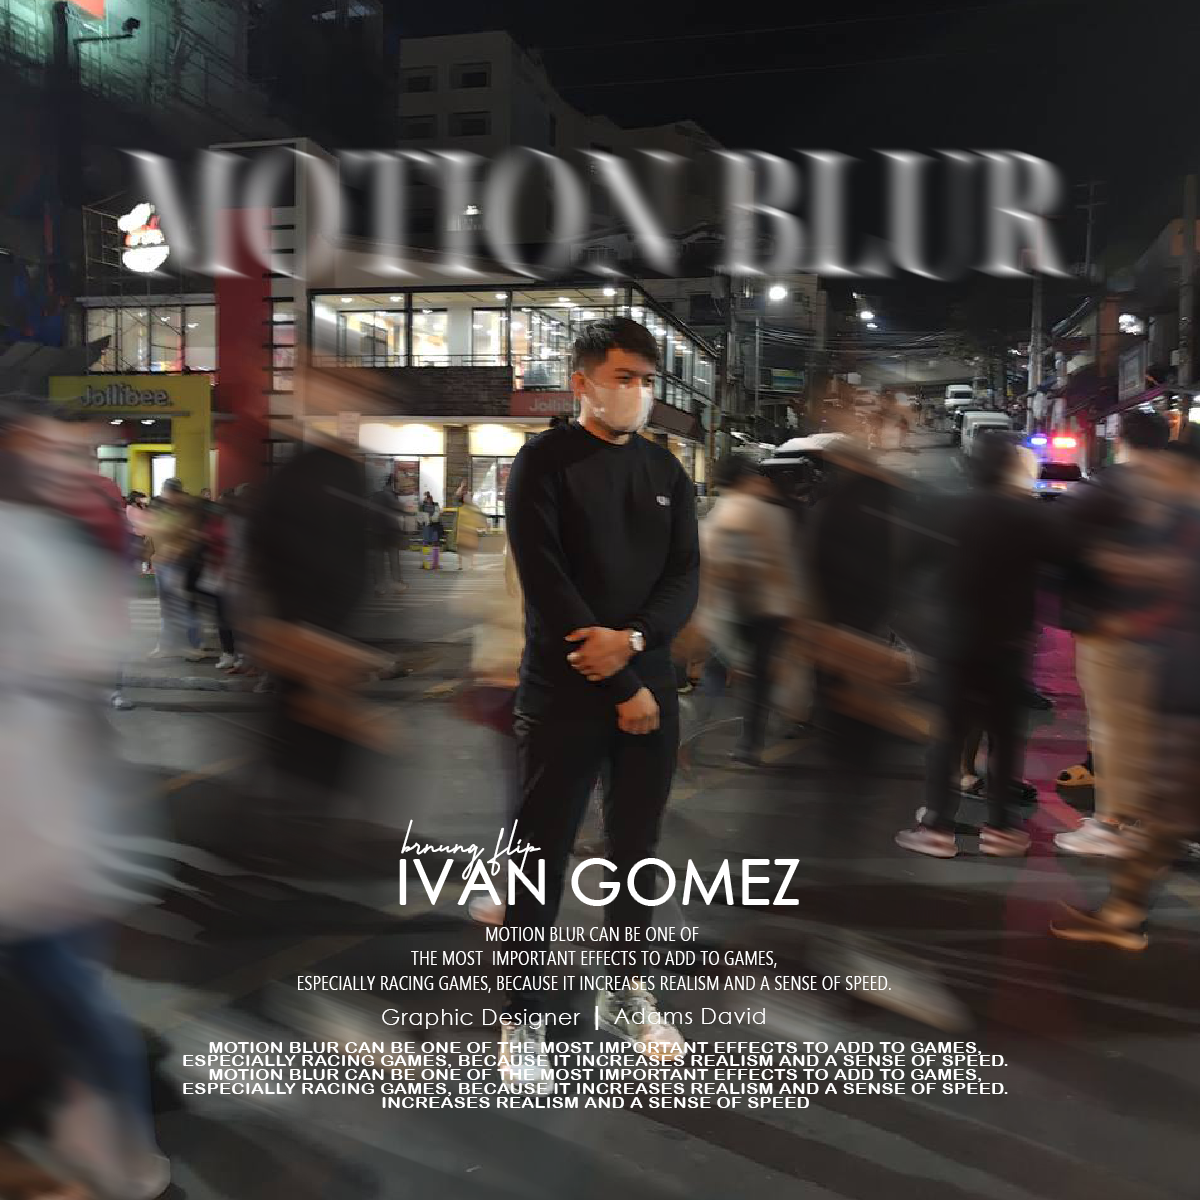 MOTION BLUR
Jollibee.
Jollibee
brnung flip
IVAN GOMEZ
MOTION BLUR CAN BE ONE OF
THE MOST IMPORTANT EFFECTS TO ADD TO GAMES,
ESPECIALLY RACING GAMES, BECAUSE IT INCREASES REALISM AND A SENSE OF SPEED.
Graphic Designer | Adams David
MOTION BLUR CAN BE ONE OF THE MOST IMPORTANT EFFECTS TO ADD TO GAMES,
ESPECIALLY RACING GAMES, BECAUSE IT INCREASES REALISM AND A SENSE OF SPEED.
MOTION BLUR CAN BE ONE OF THE MOST IMPORTANT EFFECTS TO ADD TO GAMES,
ESPECIALLY RACING GAMES, BECAUSE IT INCREASES REALISM AND A SENSE OF SPEED.
INCREASES REALISM AND A SENSE OF SPEED